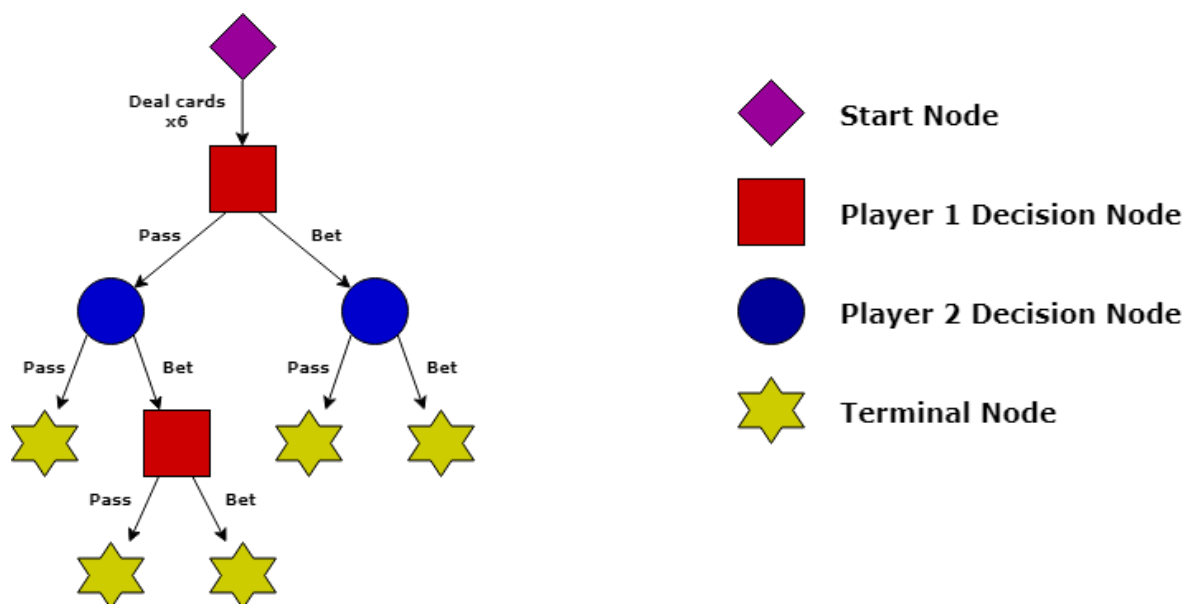 Deal cards
x6
Pass
Bet
Pass
Bet
Pass
Bet
Pass
Bet
Start Node
Player 1 Decision Node
Player 2 Decision Node
Terminal Node